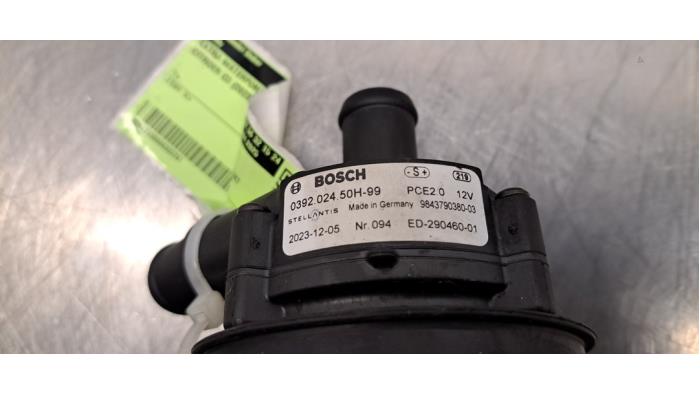 BOSCH - S + 219
0392.024.50H-99 PCE2.0 12V
STELLANTIS Made in Germany 9843790380-03
2023-12-05 Nr. 094 ED-290460-01